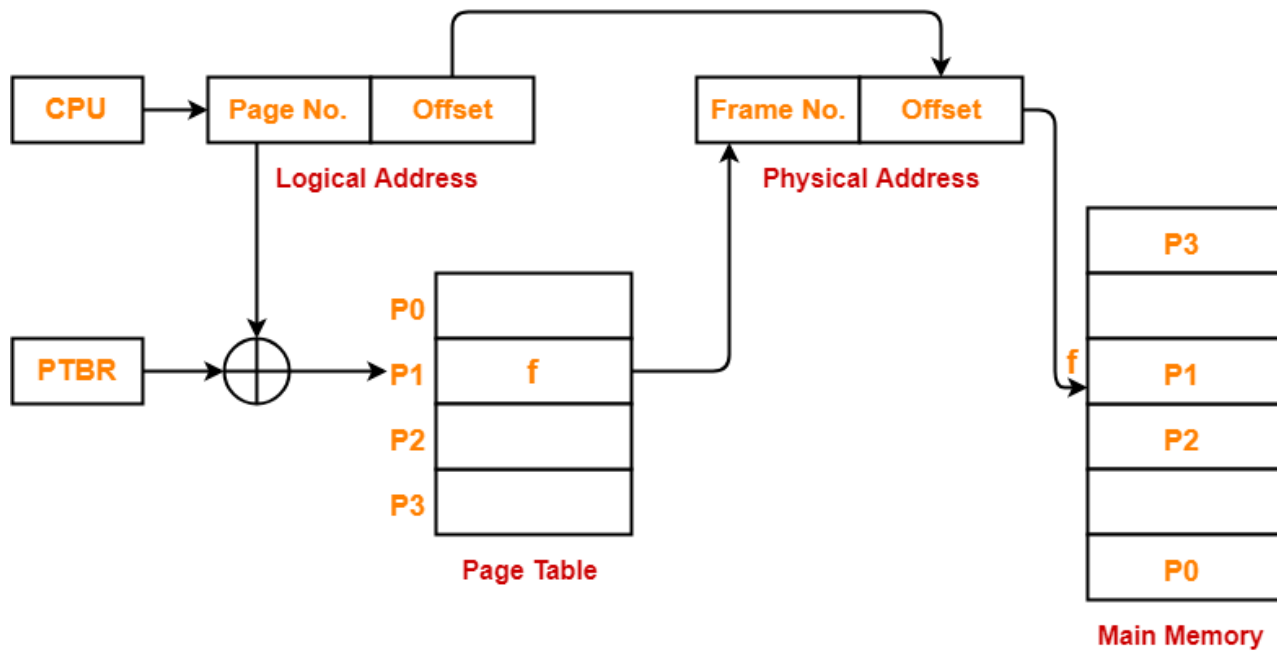 CPU
Page No.
Offset
Frame No.
Offset
Logical Address
Physical Address
P3
P0
PTBR
P1
f
f
P1
P2
P2
P3
Page Table
P0
Main Memory